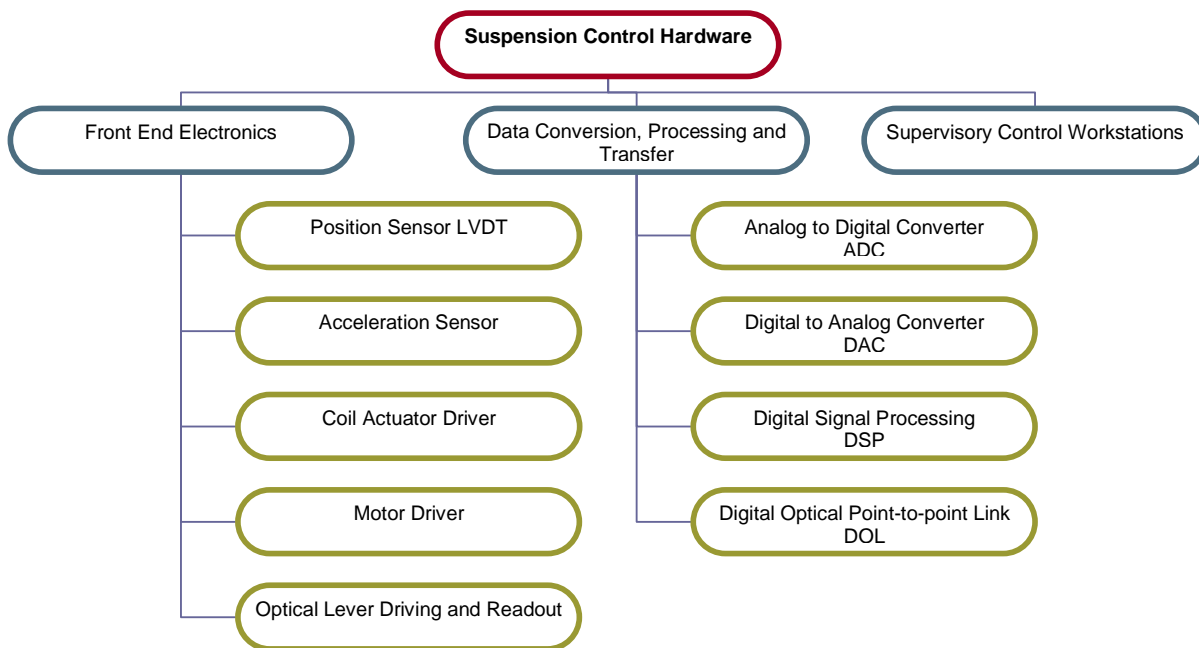 Suspension Control Hardware
Front End Electronics
Data Conversion, Processing and
Transfer
Supervisory Control Workstations
Position Sensor LVDT
Acceleration Sensor
Coil Actuator Driver
Motor Driver
Optical Lever Driving and Readout
Analog to Digital Converter
ADC
Digital to Analog Converter
DAC
Digital Signal Processing
DSP
Digital Optical Point-to-point Link
DOL